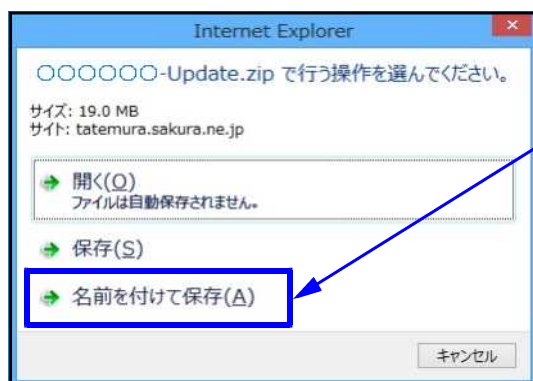 Internet Explorer
○○○○○○-Update.zip で行う操作を選んでください。
サイズ: 19.0 MB
サイト: tatemura.sakura.ne.jp
開く(O)
ファイルは自動保存されません。
保存(S)
名前を付けて保存(A)
キャンセル